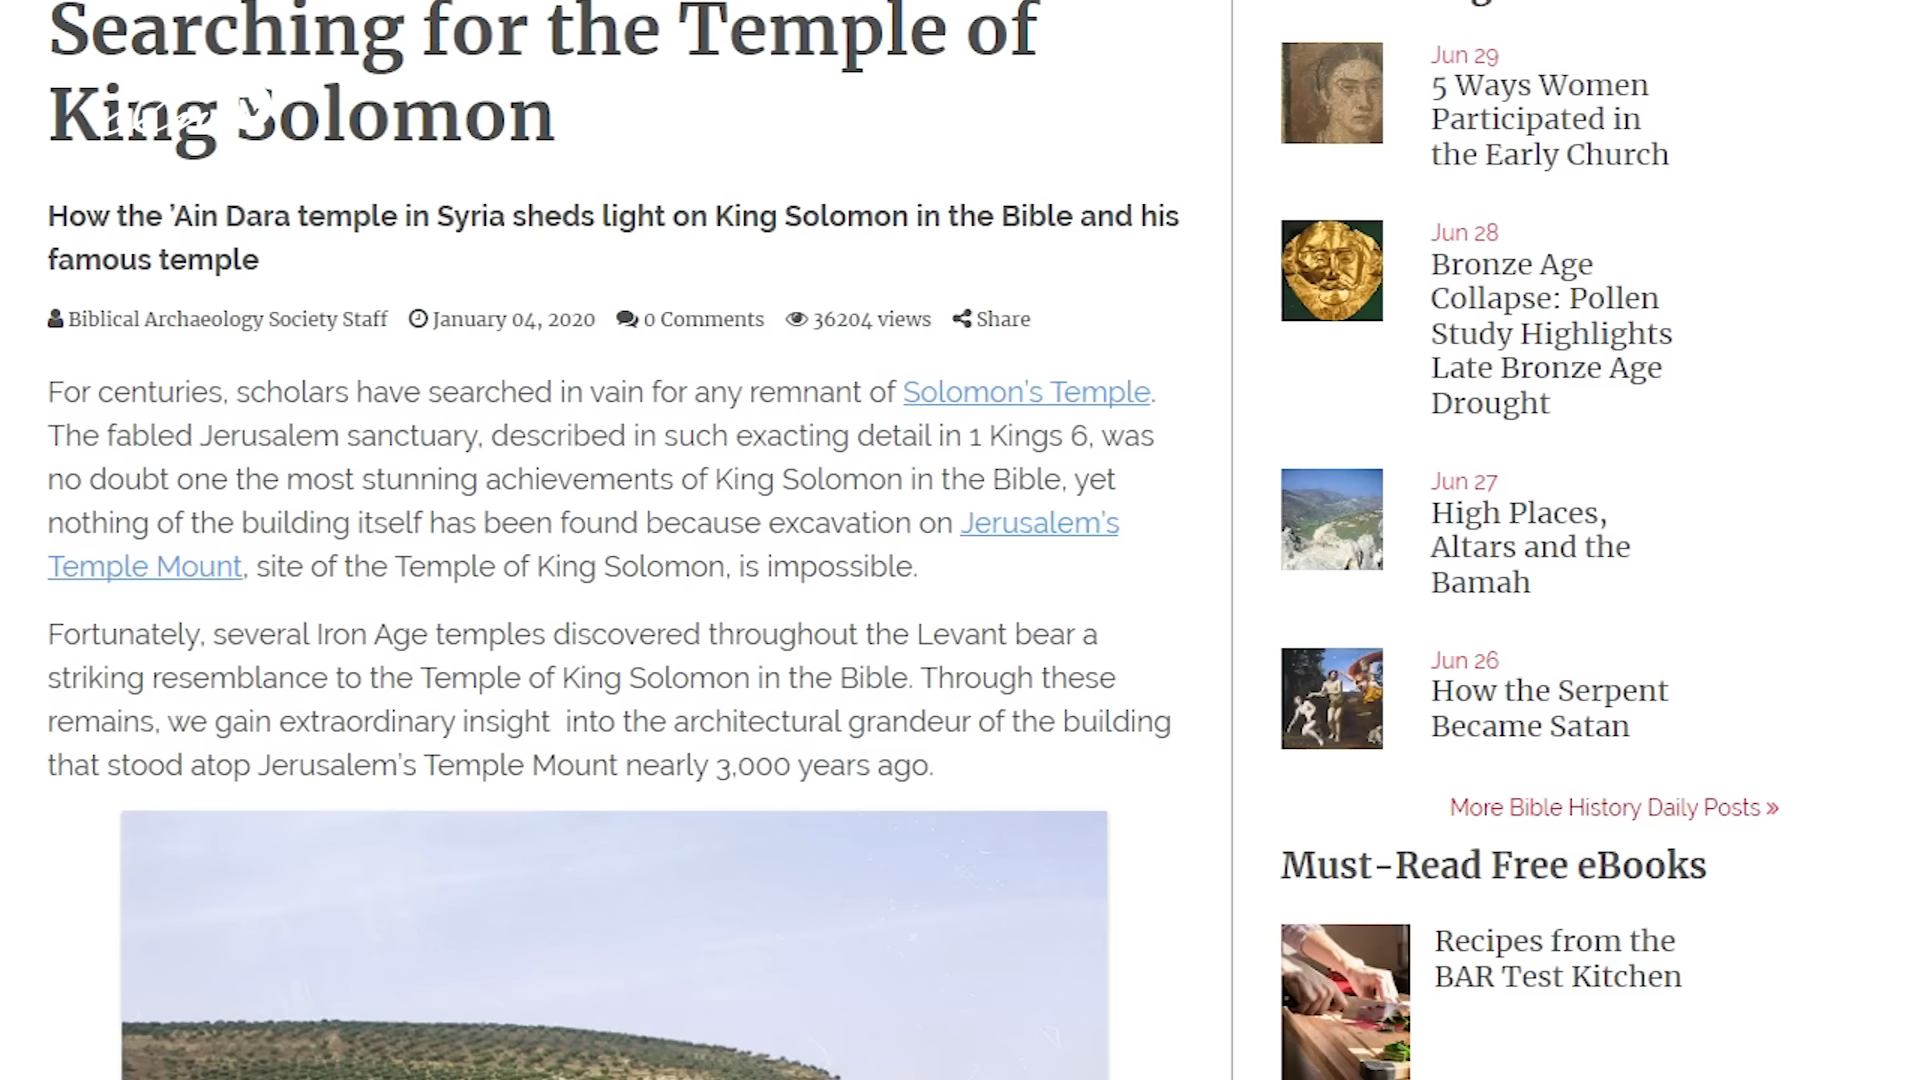 Searching for the Temple of
King Solomon
How the ’Ain Dara temple in Syria sheds light on King Solomon in the Bible and his
famous temple
Biblical Archaeology Society Staff January 04, 2020 0 Comments 36204 views Share
For centuries, scholars have searched in vain for any remnant of Solomon’s Temple.
The fabled Jerusalem sanctuary, described in such exacting detail in 1 Kings 6, was
no doubt one the most stunning achievements of King Solomon in the Bible, yet
nothing of the building itself has been found because excavation on Jerusalem’s
Temple Mount, site of the Temple of King Solomon, is impossible.
Fortunately, several Iron Age temples discovered throughout the Levant bear a
striking resemblance to the Temple of King Solomon in the Bible. Through these
remains, we gain extraordinary insight into the architectural grandeur of the building
that stood atop Jerusalem’s Temple Mount nearly 3,000 years ago.
Jun 29
5 Ways Women
Participated in
the Early Church
Jun 28
Bronze Age
Collapse: Pollen
Study Highlights
Late Bronze Age
Drought
Jun 27
High Places,
Altars and the
Bamah
Jun 26
How the Serpent
Became Satan
More Bible History Daily Posts »
Must-Read Free eBooks
Recipes from the
BAR Test Kitchen